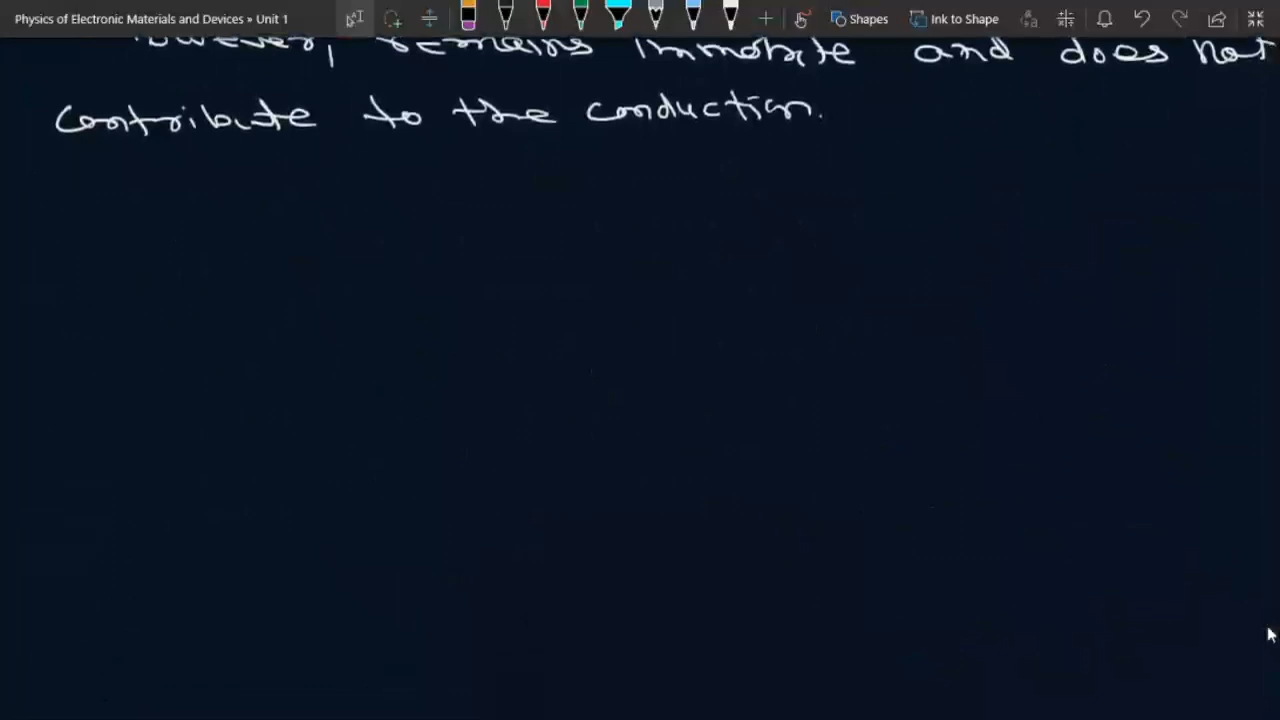 Physics of Electronic Materials and Devices » Unit 1
Shapes
Ink to Shape
however, remains immobile and does not
contribute to the conduction.